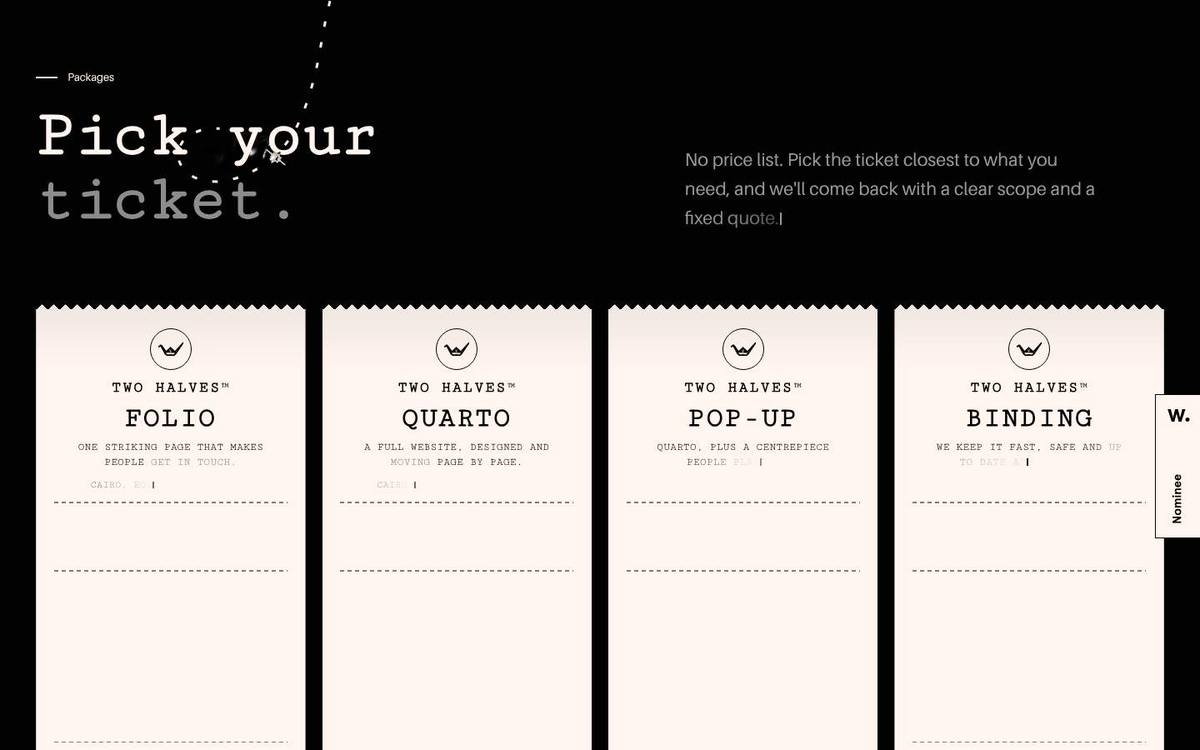 Packages
Pick your
ticket.
No price list. Pick the ticket closest to what you
need, and we'll come back with a clear scope and a
fixed quote.
TWO HALVES™
FOLIO
ONE STRIKING PAGE THAT MAKES
PEOPLE GET IN TOUCH.
CAIRO,
TWO HALVES™
QUARTO
A FULL WEBSITE, DESIGNED AND
MOVING PAGE BY PAGE.
TWO HALVES™
POP-UP
QUARTO, PLUS A CENTREPIECE
PEOPLE
TWO HALVES™
BINDING
WE KEEP IT FAST, SAFE AND UP
TO DATE
W.
Nominee